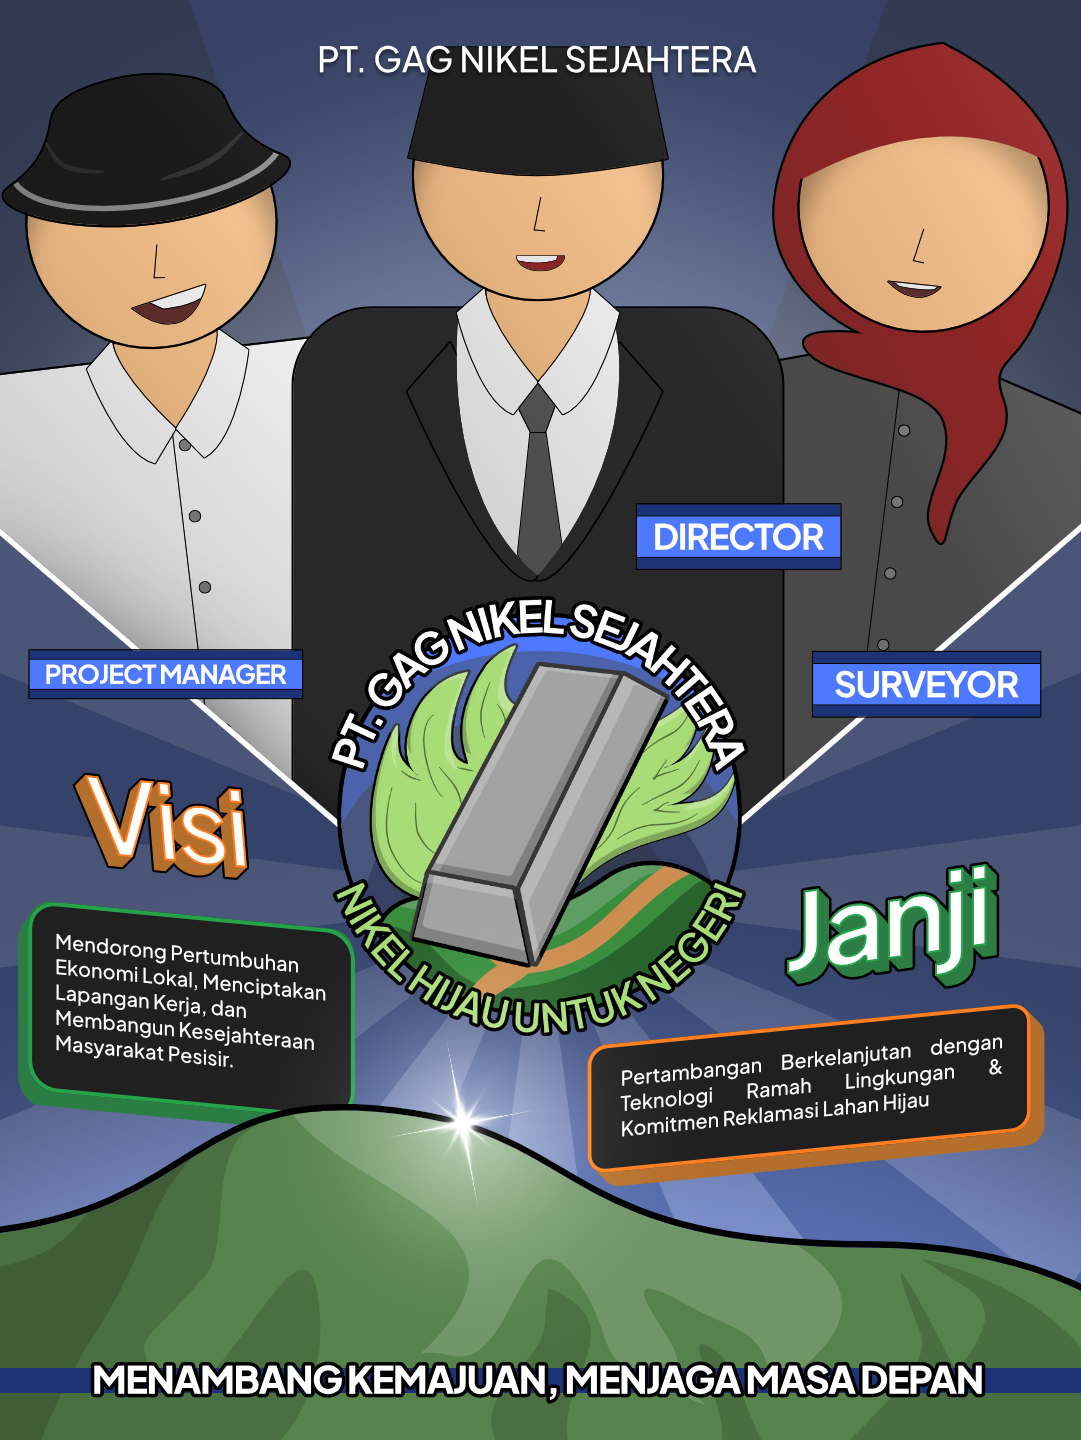 PT. GAG NIKEL SEJAHTERA
DIRECTOR
PROJECT MANAGER
SURVEYOR
PT. GAG NIKEL SEJAHTERA
NIKEL HIJAU UNTUK NEGERI
Visi
Mendorong Pertumbuhan
Ekonomi Lokal, Menciptakan
Lapangan Kerja, dan
Membangun Kesejahteraan
Masyarakat Pesisir.
Janji
Pertambangan Berkelanjutan dengan
Teknologi Ramah Lingkungan &
Komitmen Reklamasi Lahan Hijau
MENAMBANG KEMAJUAN, MENJAGA MASA DEPAN